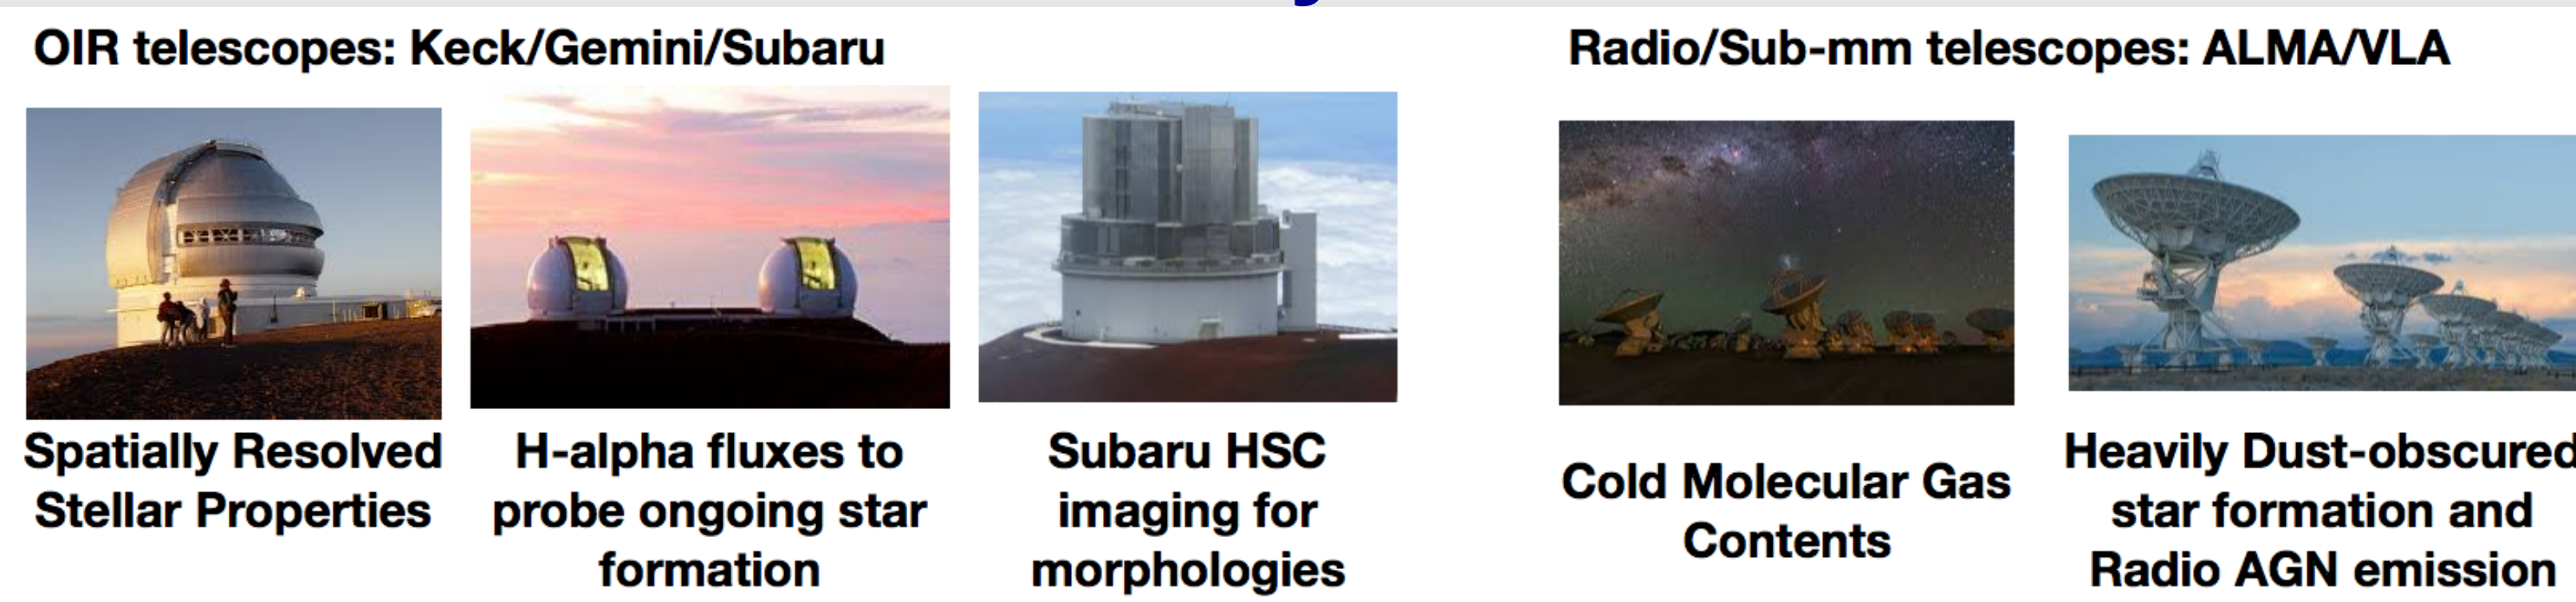 OIR telescopes: Keck/Gemini/Subaru
Radio/Sub-mm telescopes: ALMA/VLA
Spatially Resolved
Stellar Properties
H-alpha fluxes to
probe ongoing star
formation
Subaru HSC
imaging for
morphologies
Cold Molecular Gas
Contents
Heavily Dust-obscured
star formation and
Radio AGN emission